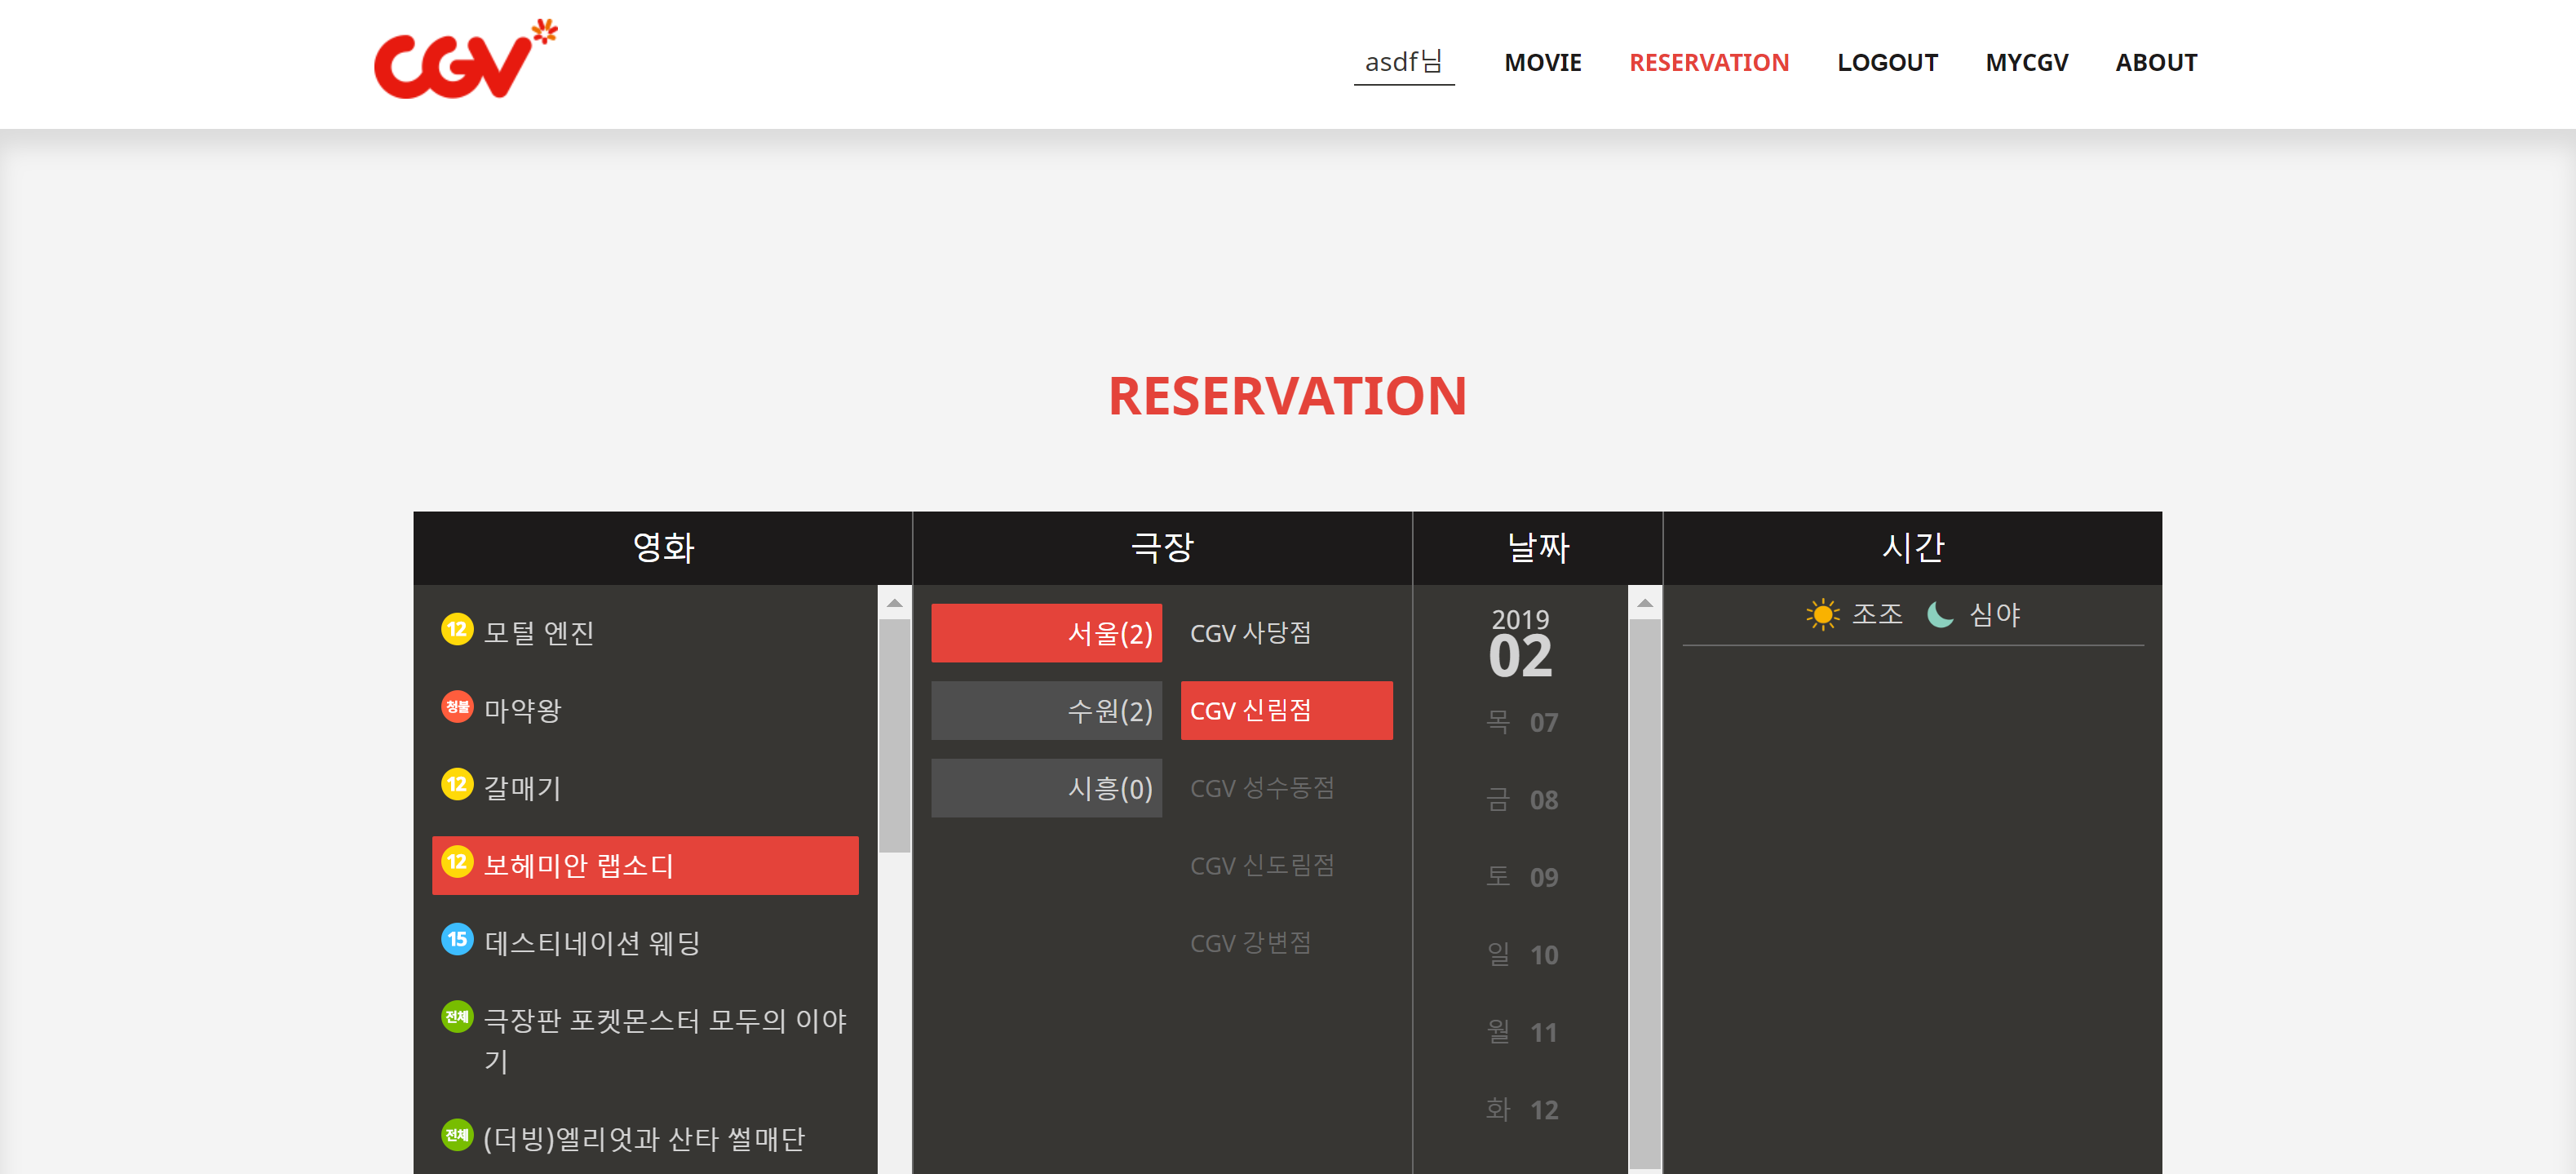 CGV
asdf님
MOVIE
RESERVATION
LOGOUT
MYCGV
ABOUT
RESERVATION
영화
극장
날짜
시간
12 모털 엔진
청불 마약왕
12 갈매기
12 보헤미안 랩소디
15 데스티네이션 웨딩
전체 극장판 포켓몬스터 모두의 이야
기
전체 (더빙)엘리엇과 산타 썰매단
서울(2)
수원(2)
시흥(0)
CGV 사당점
CGV 신림점
CGV 성수동점
CGV 신도림점
CGV 강변점
2019
02
목 07
금 08
토 09
일 10
월 11
화 12
조조 심야